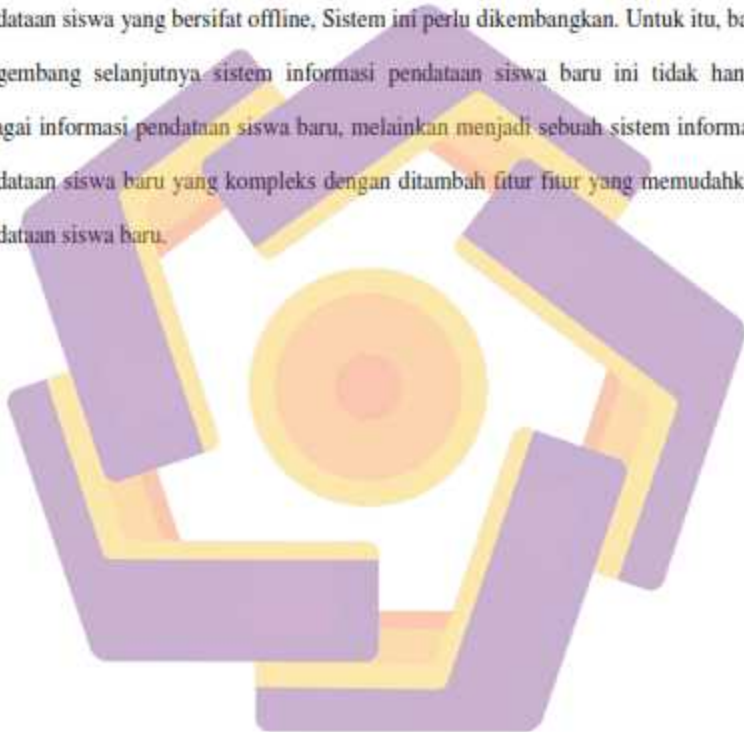 dataan siswa yang bersifat offline, Sistem ini perlu dikembangkan. Untuk itu, ba
gembang selanjutnya sistem informasi pendataan siswa baru ini tidak han
agai informasi pendataan siswa baru, melainkan menjadi sebuah sistem informa
dataan siswa baru yang kompleks dengan ditambah fitur fitur yang memudahk
dataan siswa baru.